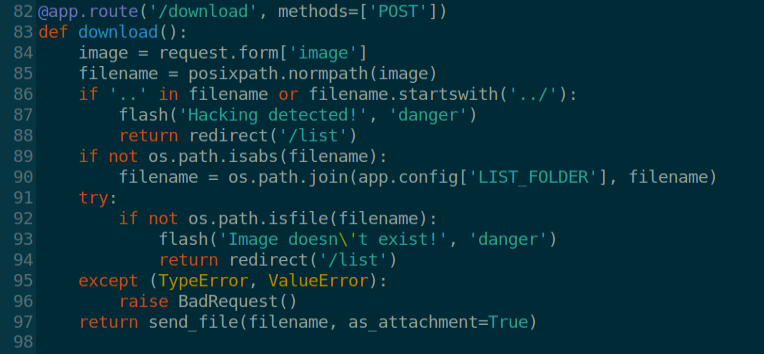 82 @app.route('/download', methods=['POST'])
83 def download():
84     image = request.form['image']
85     filename = posixpath.normpath(image)
86     if '..' in filename or filename.startswith('../'):
87         flash('Hacking detected!', 'danger')
88         return redirect('/list')
89     if not os.path.isabs(filename):
90         filename = os.path.join(app.config['LIST_FOLDER'], filename)
91     try:
92         if not os.path.isfile(filename):
93             flash('Image doesn\'t exist!', 'danger')
94             return redirect('/list')
95     except (TypeError, ValueError):
96         raise BadRequest()
97     return send_file(filename, as_attachment=True)
98